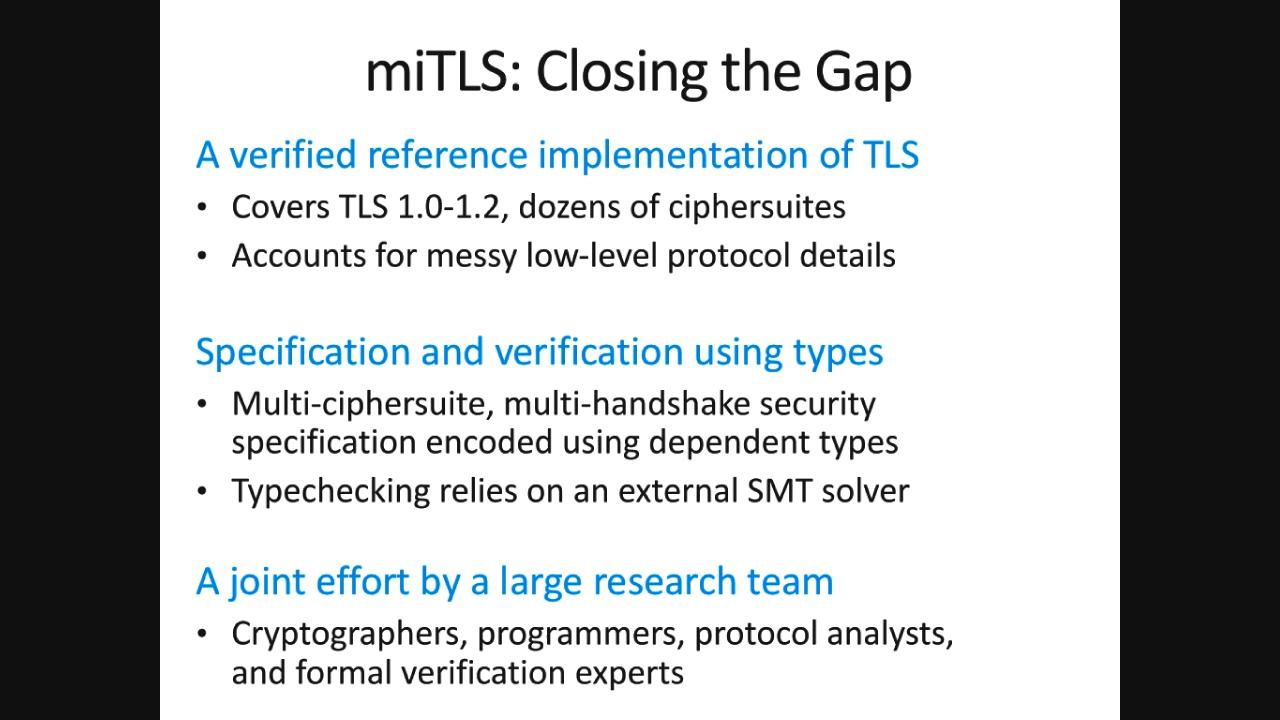 miTLS: Closing the Gap
A verified reference implementation of TLS
• Covers TLS 1.0-1.2, dozens of ciphersuites
• Accounts for messy low-level protocol details
Specification and verification using types
• Multi-ciphersuite, multi-handshake security
specification encoded using dependent types
• Typechecking relies on an external SMT solver
A joint effort by a large research team
• Cryptographers, programmers, protocol analysts,
and formal verification experts